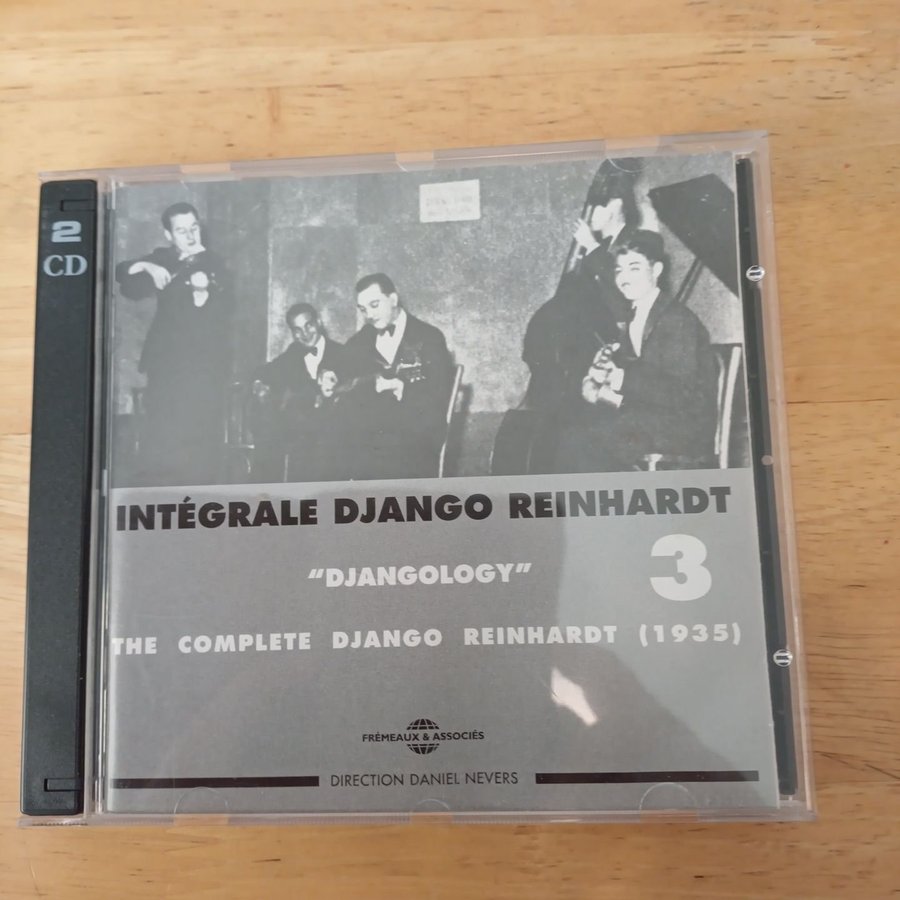 2
CD
INTÉGRALE DJANGO REINHARDT
"DJANGOLOGY"
3
THE COMPLETE DJANGO REINHARDT (1935)
FRÉMEAUX & ASSOCIÉS
DIRECTION DANIEL NEVERS